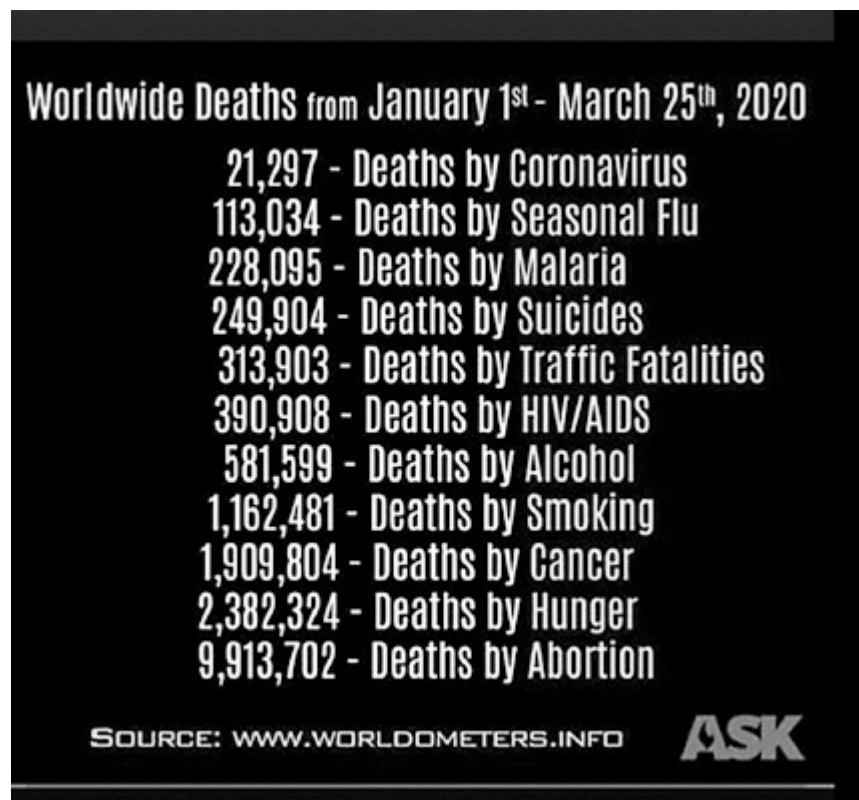 Worldwide Deaths from January 1st - March 25th, 2020
21,297 - Deaths by Coronavirus
113,034 - Deaths by Seasonal Flu
228,095 - Deaths by Malaria
249,904 - Deaths by Suicides
313,903 - Deaths by Traffic Fatalities
390,908 - Deaths by HIV/AIDS
581,599 - Deaths by Alcohol
1,162,481 - Deaths by Smoking
1,909,804 - Deaths by Cancer
2,382,324 - Deaths by Hunger
9,913,702 - Deaths by Abortion
Source: www.worldometers.info
ASK